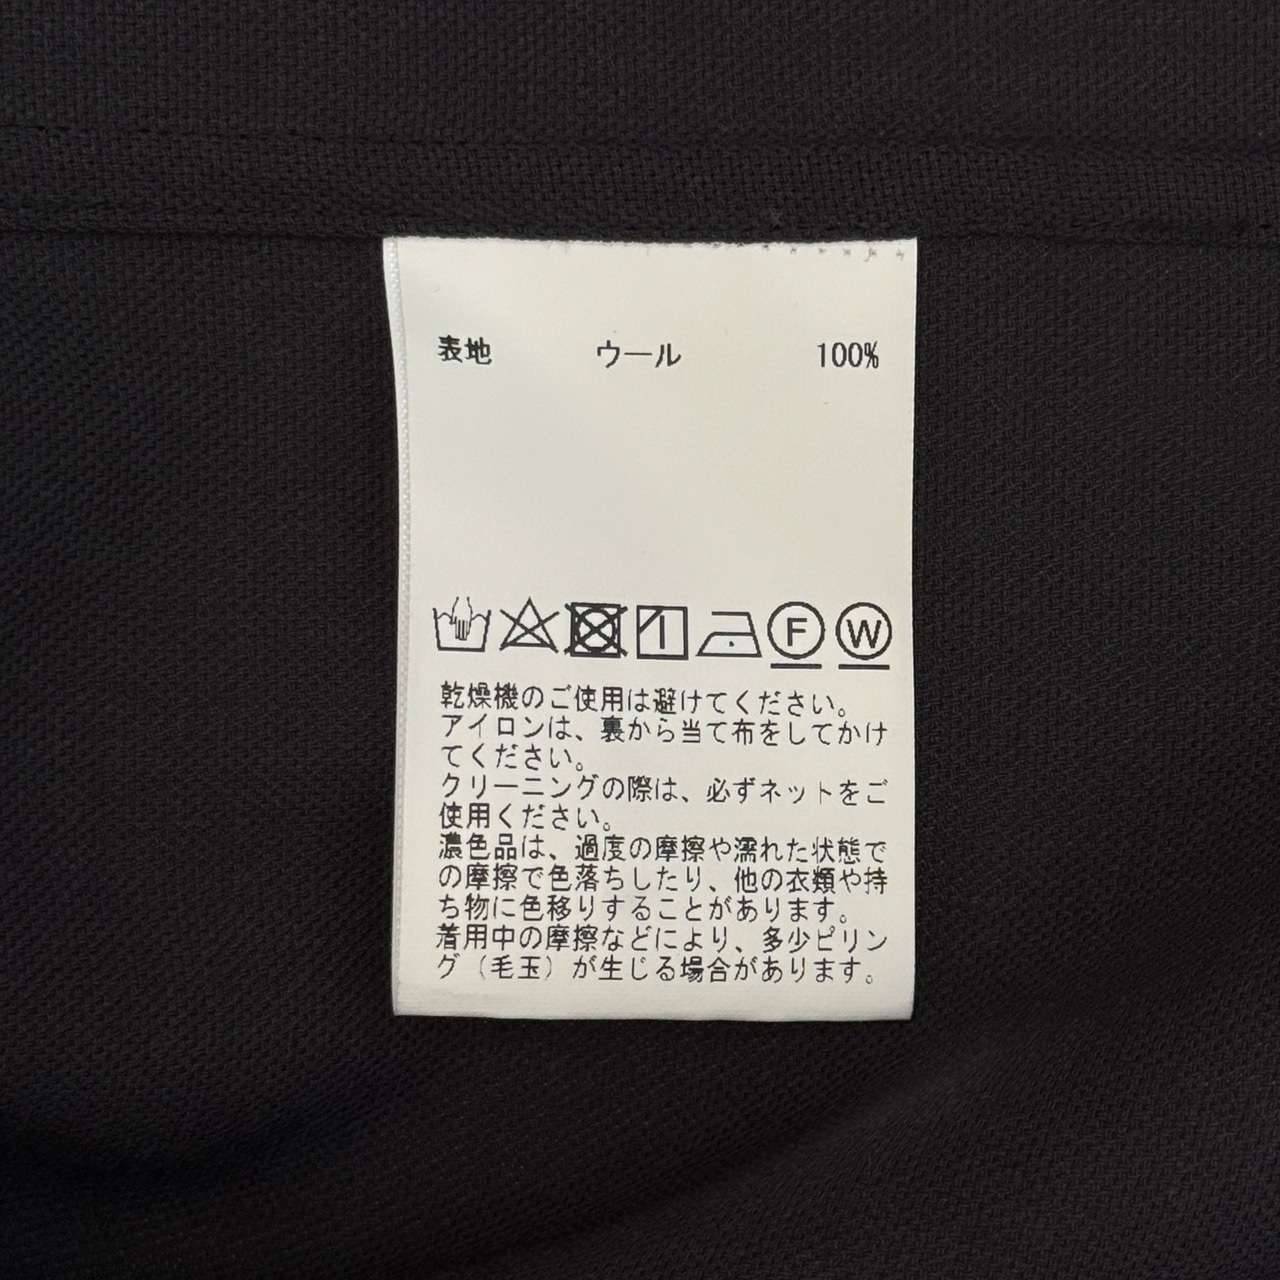 表地 ウール 100%
F W
乾燥機のご使用は避けてください。
アイロンは、裏から当て布をしてかけ
てください。
クリーニングの際は、必ずネットをご
使用ください。
濃色品は、過度の摩擦や濡れた状態で
の摩擦で色落ちしたり、他の衣類や持
ち物に色移りすることがあります。
着用中の摩擦などにより、多少ピリン
グ（毛玉）が生じる場合があります。